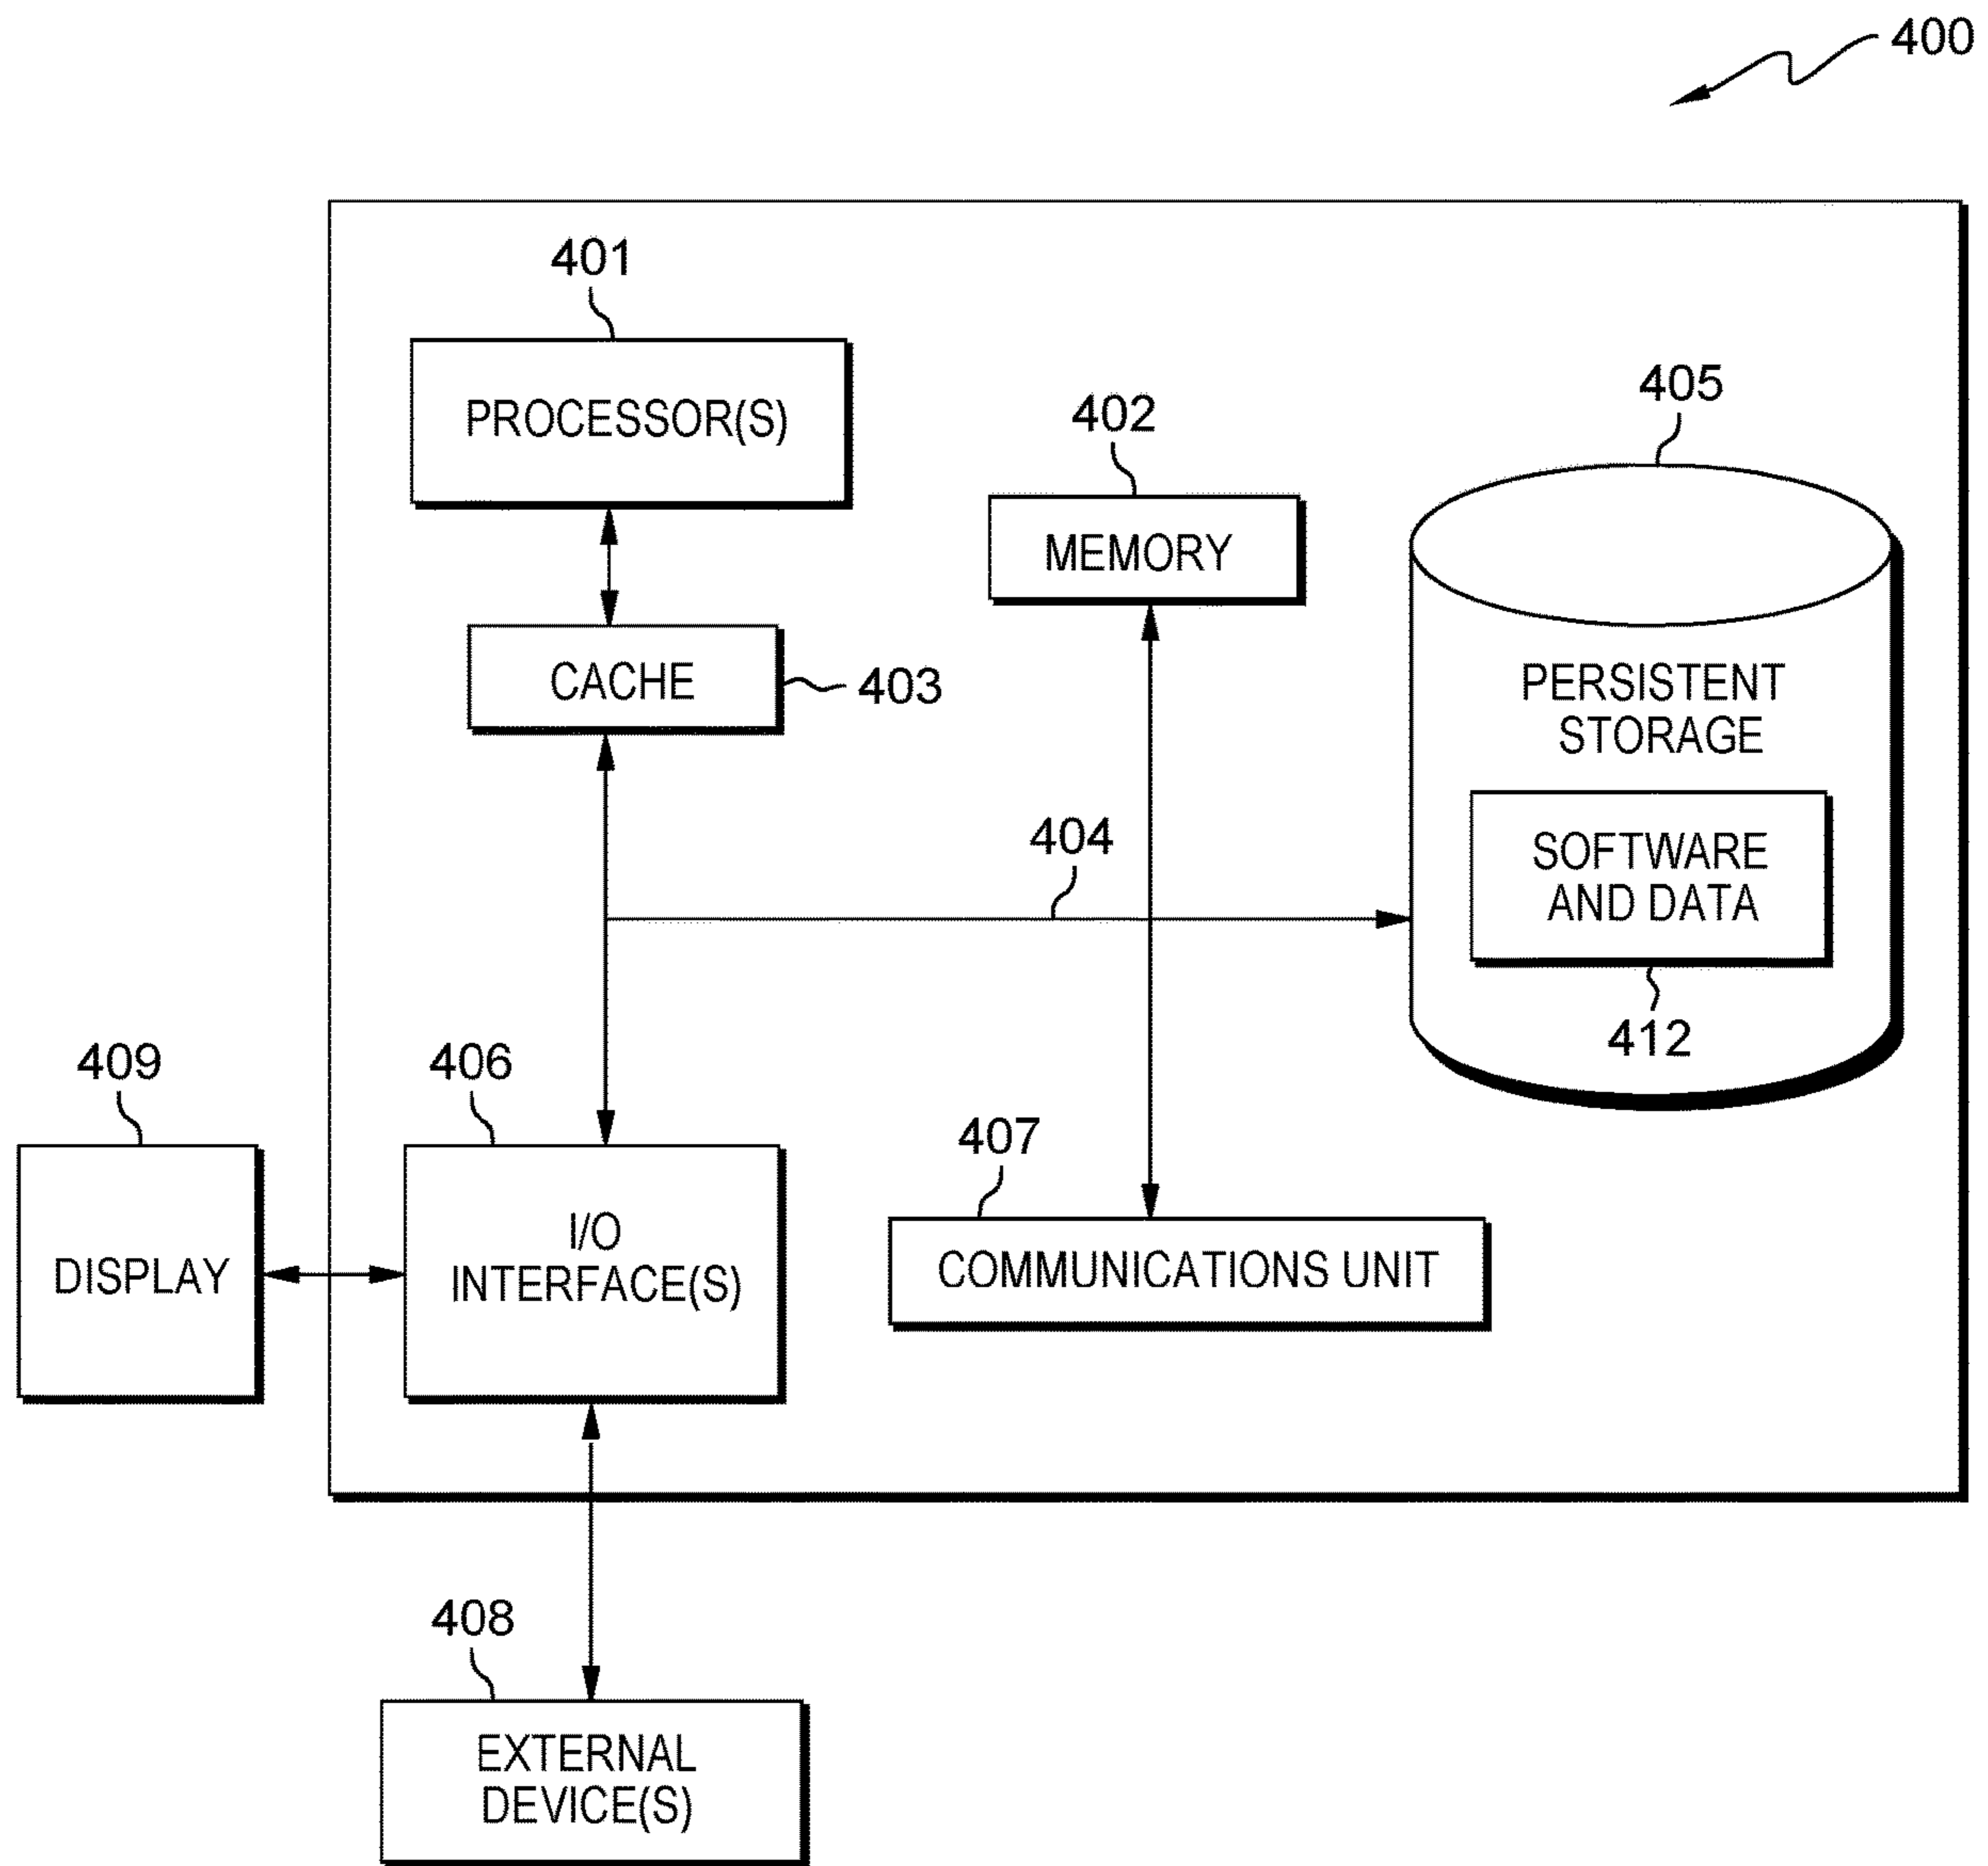 400
401
PROCESSOR(S)
402
MEMORY
405
CACHE
403
PERSISTENT
STORAGE
404
SOFTWARE
AND DATA
412
409
DISPLAY
406
I/O
INTERFACE(S)
407
COMMUNICATIONS UNIT
408
EXTERNAL
DEVICE(S)